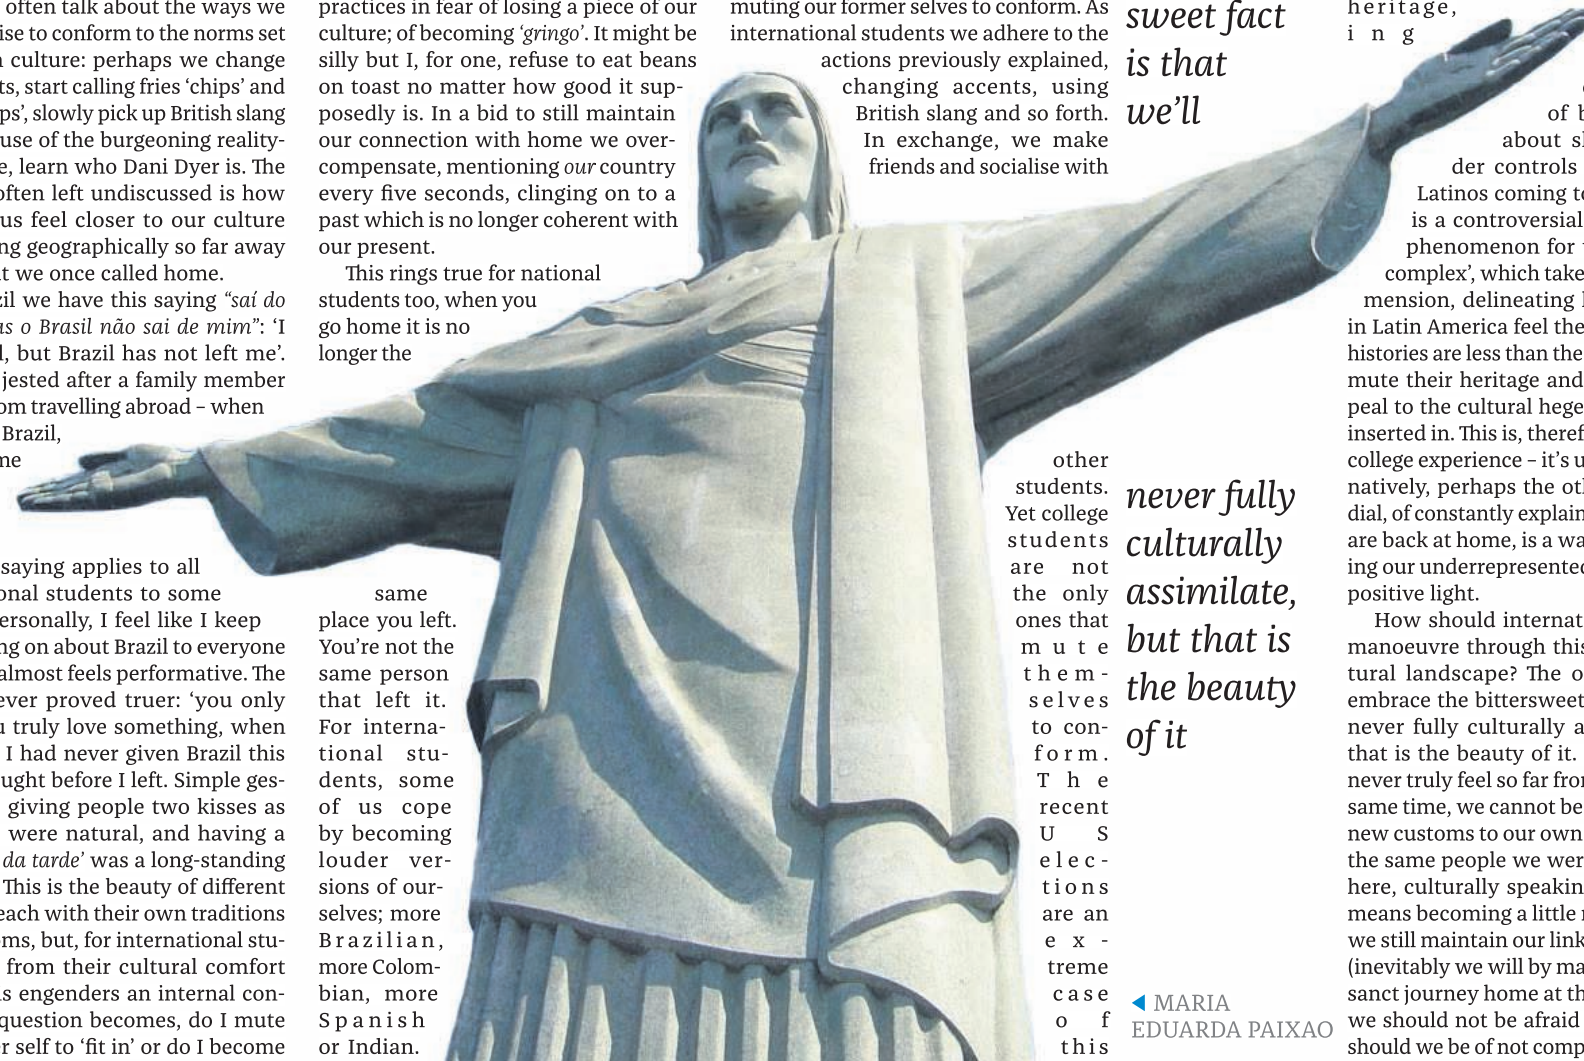 often talk about the ways we
ise to conform to the norms set
culture: perhaps we change
ts, start calling fries ‘chips’ and
ps’, slowly pick up British slang
use of the burgeoning reality-
e, learn who Dani Dyer is. The
often left undiscussed is how
us feel closer to our culture
ng geographically so far away
t we once called home.
zil we have this saying “saí do
as o Brasil não sai de mim”: ‘I
l, but Brazil has not left me’.
jested after a family member
om travelling abroad – when
Brazil,
me
saying applies to all
onal students to some
ersonally, I feel like I keep
ng on about Brazil to everyone
almost feels performative. The
ever proved truer: ‘you only
u truly love something, when
I had never given Brazil this
ought before I left. Simple ges-
giving people two kisses as
were natural, and having a
da tarde’ was a long-standing
This is the beauty of different
each with their own traditions
oms, but, for international stu-
from their cultural comfort
is engenders an internal con-
question becomes, do I mute
er self to ‘fit in’ or do I become
practices in fear of losing a piece of our
culture; of becoming ‘gringo’. It might be
silly but I, for one, refuse to eat beans
on toast no matter how good it sup-
posedly is. In a bid to still maintain
our connection with home we over-
compensate, mentioning our country
every five seconds, clinging on to a
past which is no longer coherent with
our present.
This rings true for national
students too, when you
go home it is no
longer the
same
place you left.
You’re not the
same person
that left it.
For interna-
tional stu-
dents, some
of us cope
by becoming
louder ver-
sions of our-
selves; more
Brazilian,
more Colom-
bian, more
Spanish
or Indian.
muting our former selves to conform. As
international students we adhere to the
actions previously explained,
changing accents, using
British slang and so forth.
In exchange, we make
friends and socialise with
other
students.
Yet college
students
are not
the only
ones that
mute
them-
selves
to con-
form.
The
recent
US
elec-
tions
are an
ex-
treme
case
of
this
sweet fact
is that
we’ll
never fully
culturally
assimilate,
but that is
the beauty
of it
◀ MARIA
EDUARDA PAIXAO
heritage,
ing
of b
about sh
der controls
Latinos coming to
is a controversial
phenomenon for
complex’, which take
mension, delineating
in Latin America feel the
histories are less than the
mute their heritage and
peal to the cultural hege
inserted in. This is, theref
college experience – it’s u
natively, perhaps the oth
dial, of constantly explain
are back at home, is a wa
ing our underrepresented
positive light.
How should internat
manoeuvre through this
tural landscape? The o
embrace the bittersweet
never fully culturally a
that is the beauty of it.
never truly feel so far from
same time, we cannot be
new customs to our own
the same people we were
here, culturally speakin
means becoming a little
we still maintain our link
(inevitably we will by ma
sanct journey home at th
we should not be afraid
should we be of not comp